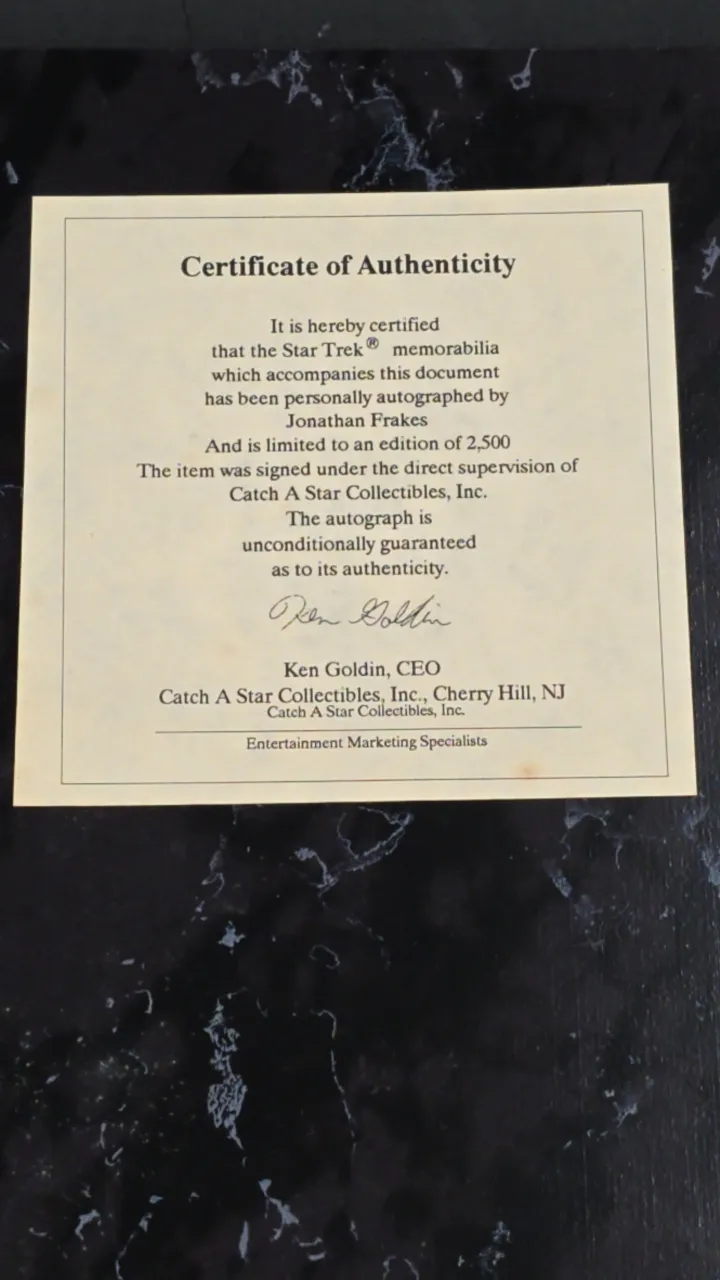 Certificate of Authenticity
It is hereby certified
that the Star Trek® memorabilia
which accompanies this document
has been personally autographed by
Jonathan Frakes
And is limited to an edition of 2,500
The item was signed under the direct supervision of
Catch A Star Collectibles, Inc.
The autograph is
unconditionally guaranteed
as to its authenticity.
Ken Goldin
Ken Goldin, CEO
Catch A Star Collectibles, Inc., Cherry Hill, NJ
Catch A Star Collectibles, Inc.
Entertainment Marketing Specialists